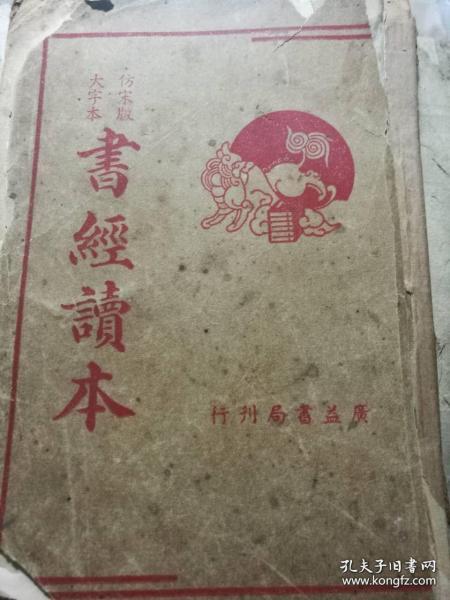 仿宋版
大字本
書經讀本
廣益書局刊行
孔夫子旧书网
www.kongfz.com